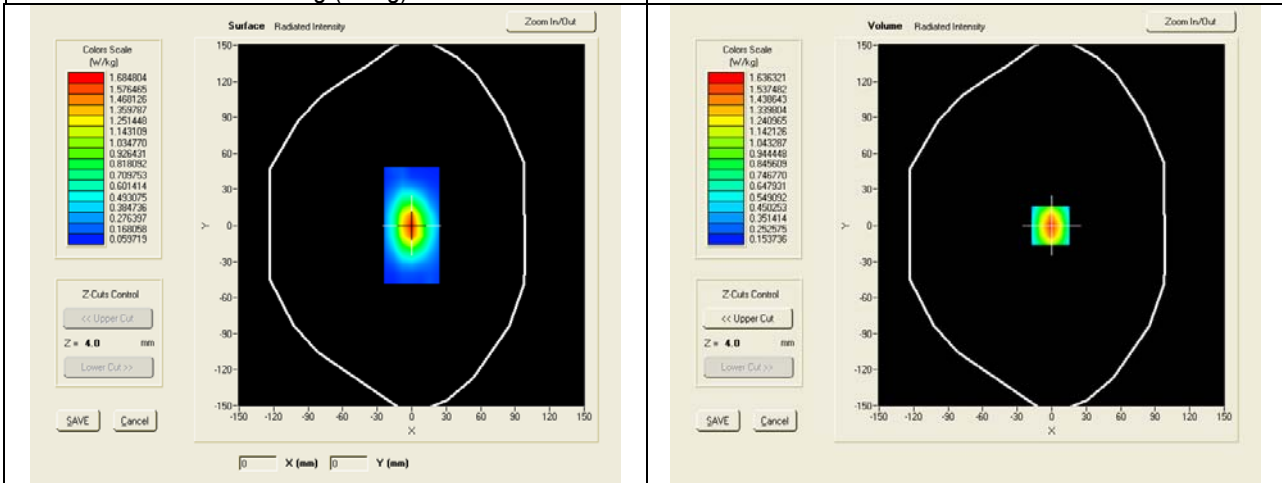 Surface Radiated Intensity
Zoom In/Out
Colors Scale
(W/kg)
1.684804
1.576465
1.468126
1.359787
1.251448
1.143109
1.034770
0.926431
0.818092
0.709753
0.601414
0.493075
0.384736
0.276397
0.168058
0.059719
150-
120-
90-
60-
30-
0-
-30-
-60-
-90-
-120-
-150-
Y
-150 -120 -90 -60 -30 0 30 60 90 120 150
X
Z-Cuts Control
<< Upper Cut
Z = 4.0 mm
Lower Cut >>
SAVE Cancel
0 X (mm) 0 Y (mm)
Volume Radiated Intensity
Zoom In/Out
Colors Scale
(W/kg)
1.636321
1.537482
1.438643
1.339804
1.240965
1.142126
1.043287
0.944448
0.845609
0.746770
0.647931
0.549092
0.450253
0.351414
0.252575
0.153736
150-
120-
90-
60-
30-
0-
-30-
-60-
-90-
-120-
-150-
Y
-150 -120 -90 -60 -30 0 30 60 90 120 150
X
Z-Cuts Control
<< Upper Cut
Z = 4.0 mm
Lower Cut >>
SAVE Cancel